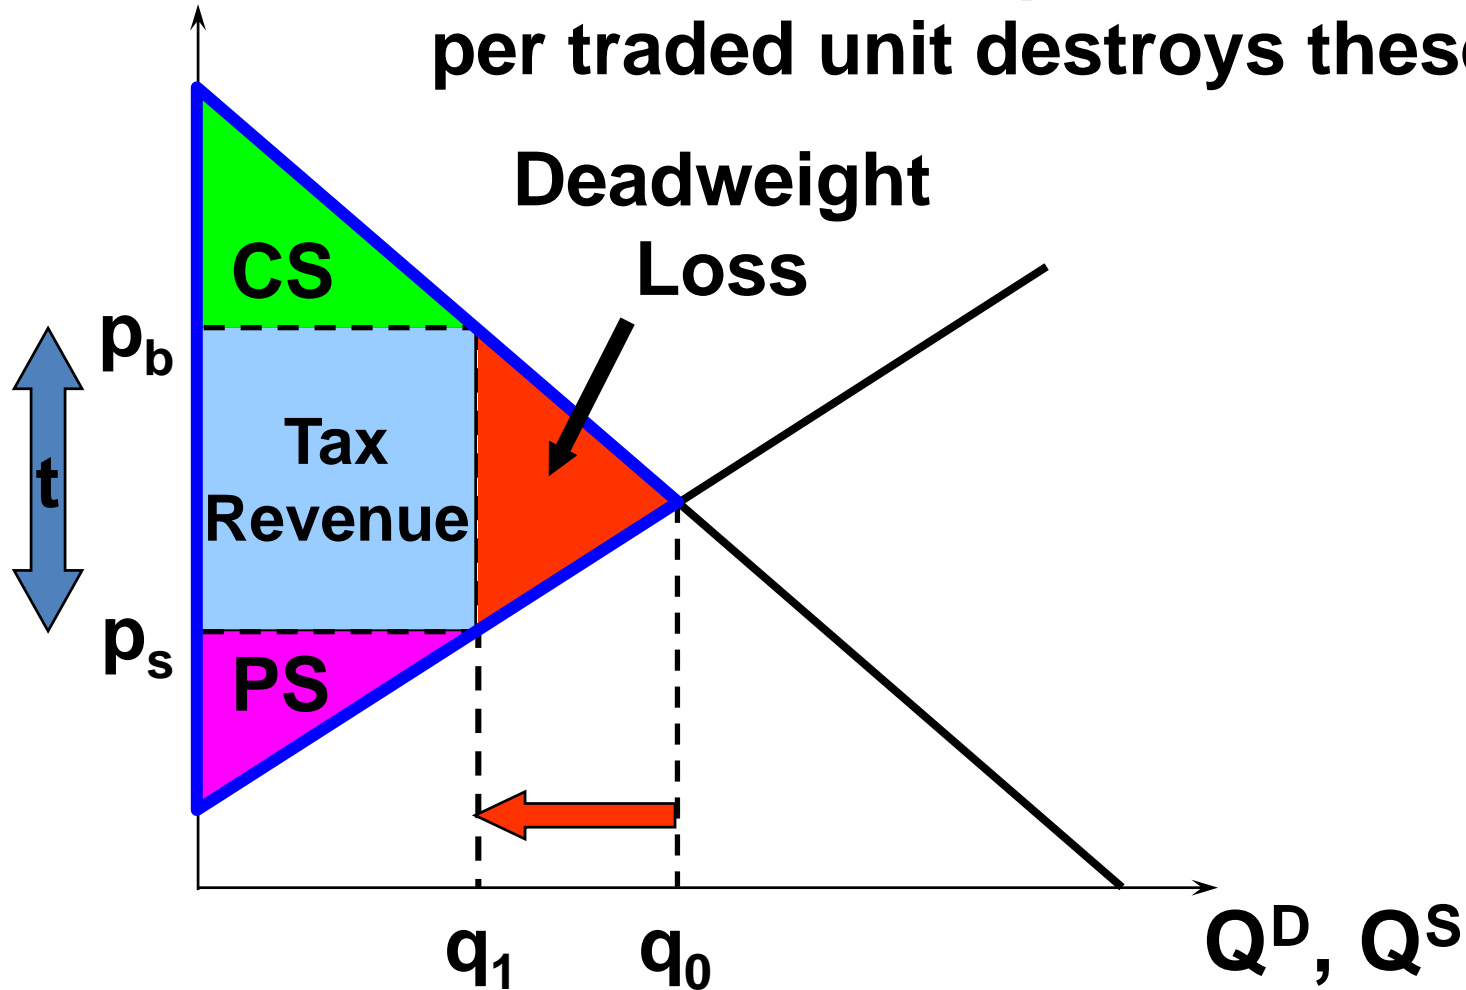 per traded unit destroys these
Deadweight
Loss
CS
p_b
Tax
t
Revenue
p_s
PS
q_1 q_0
Q^D, Q^S